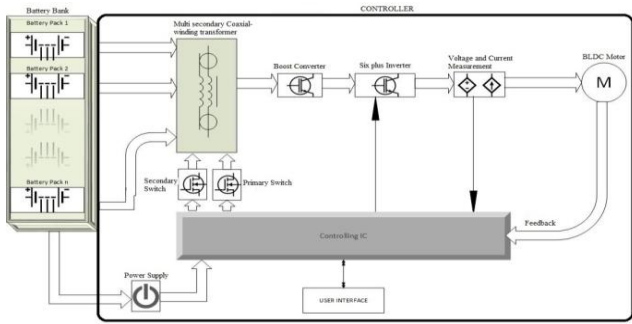 Battery Bank
CONTROLLER
Battery Pack 1
Multi secondary Coaxial-
winding transformer
Battery Pack 2
Boost Converter
Six plus Inverter
Voltage and Current
Measurement
BLDC Motor
M
Battery Pack n
Secondary
Switch
Primary Switch
Controlling IC
Feedback
Power Supply
USER INTERFACE